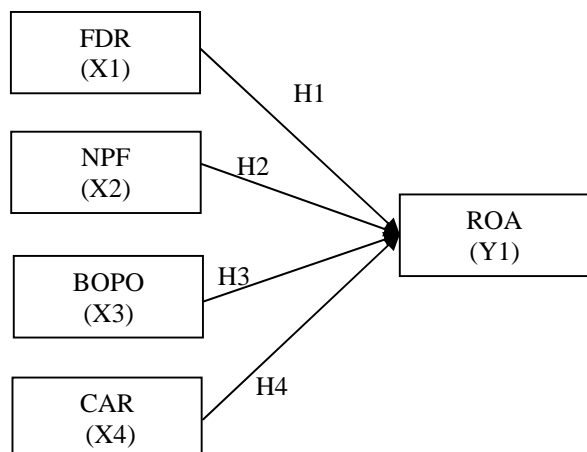 FDR
(X1)
H1
NPF
(X2)
H2
ROA
(Y1)
BOPO
(X3)
H3
CAR
(X4)
H4